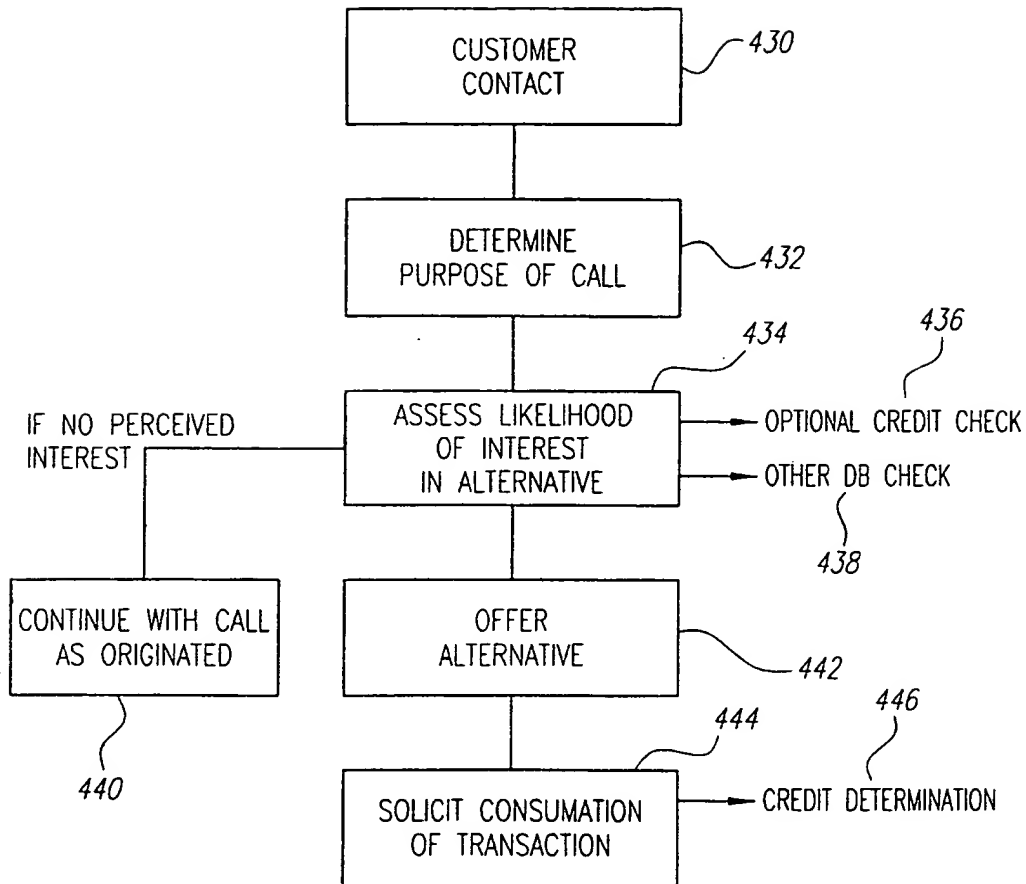 CUSTOMER
CONTACT
430
DETERMINE
PURPOSE OF CALL
432
434
436
IF NO PERCEIVED
INTEREST
ASSESS LIKELIHOOD
OF INTEREST
IN ALTERNATIVE
OPTIONAL CREDIT CHECK
OTHER DB CHECK
438
CONTINUE WITH CALL
AS ORIGINATED
440
OFFER
ALTERNATIVE
442
444
446
SOLICIT CONSUMATION
OF TRANSACTION
CREDIT DETERMINATION